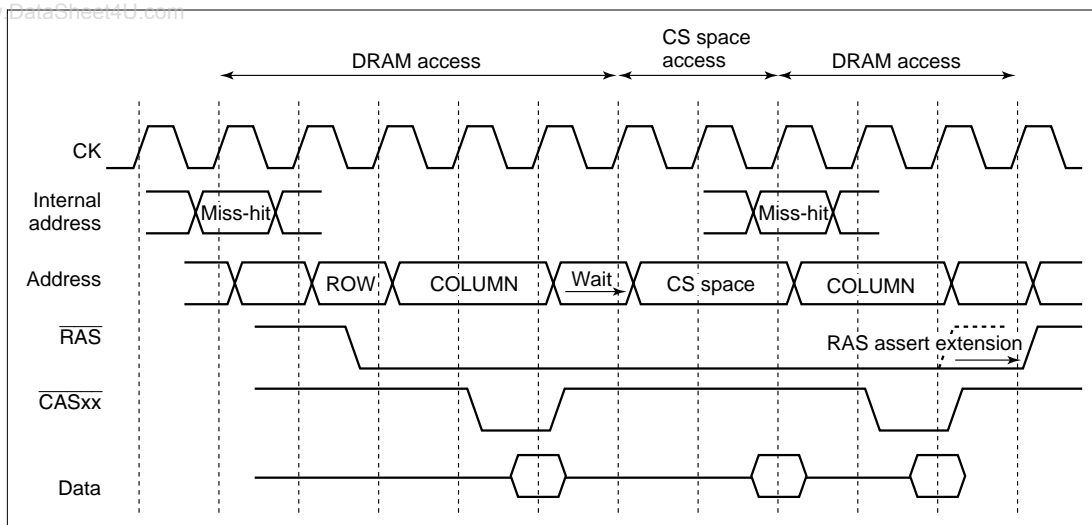 .DataSheet4U.com
CS space
access
DRAM access
DRAM access
CK
Internal
address
Miss-hit
Miss-hit
Address
ROW
COLUMN
Wait
CS space
COLUMN
RAS
RAS assert extension
CASxx
Data